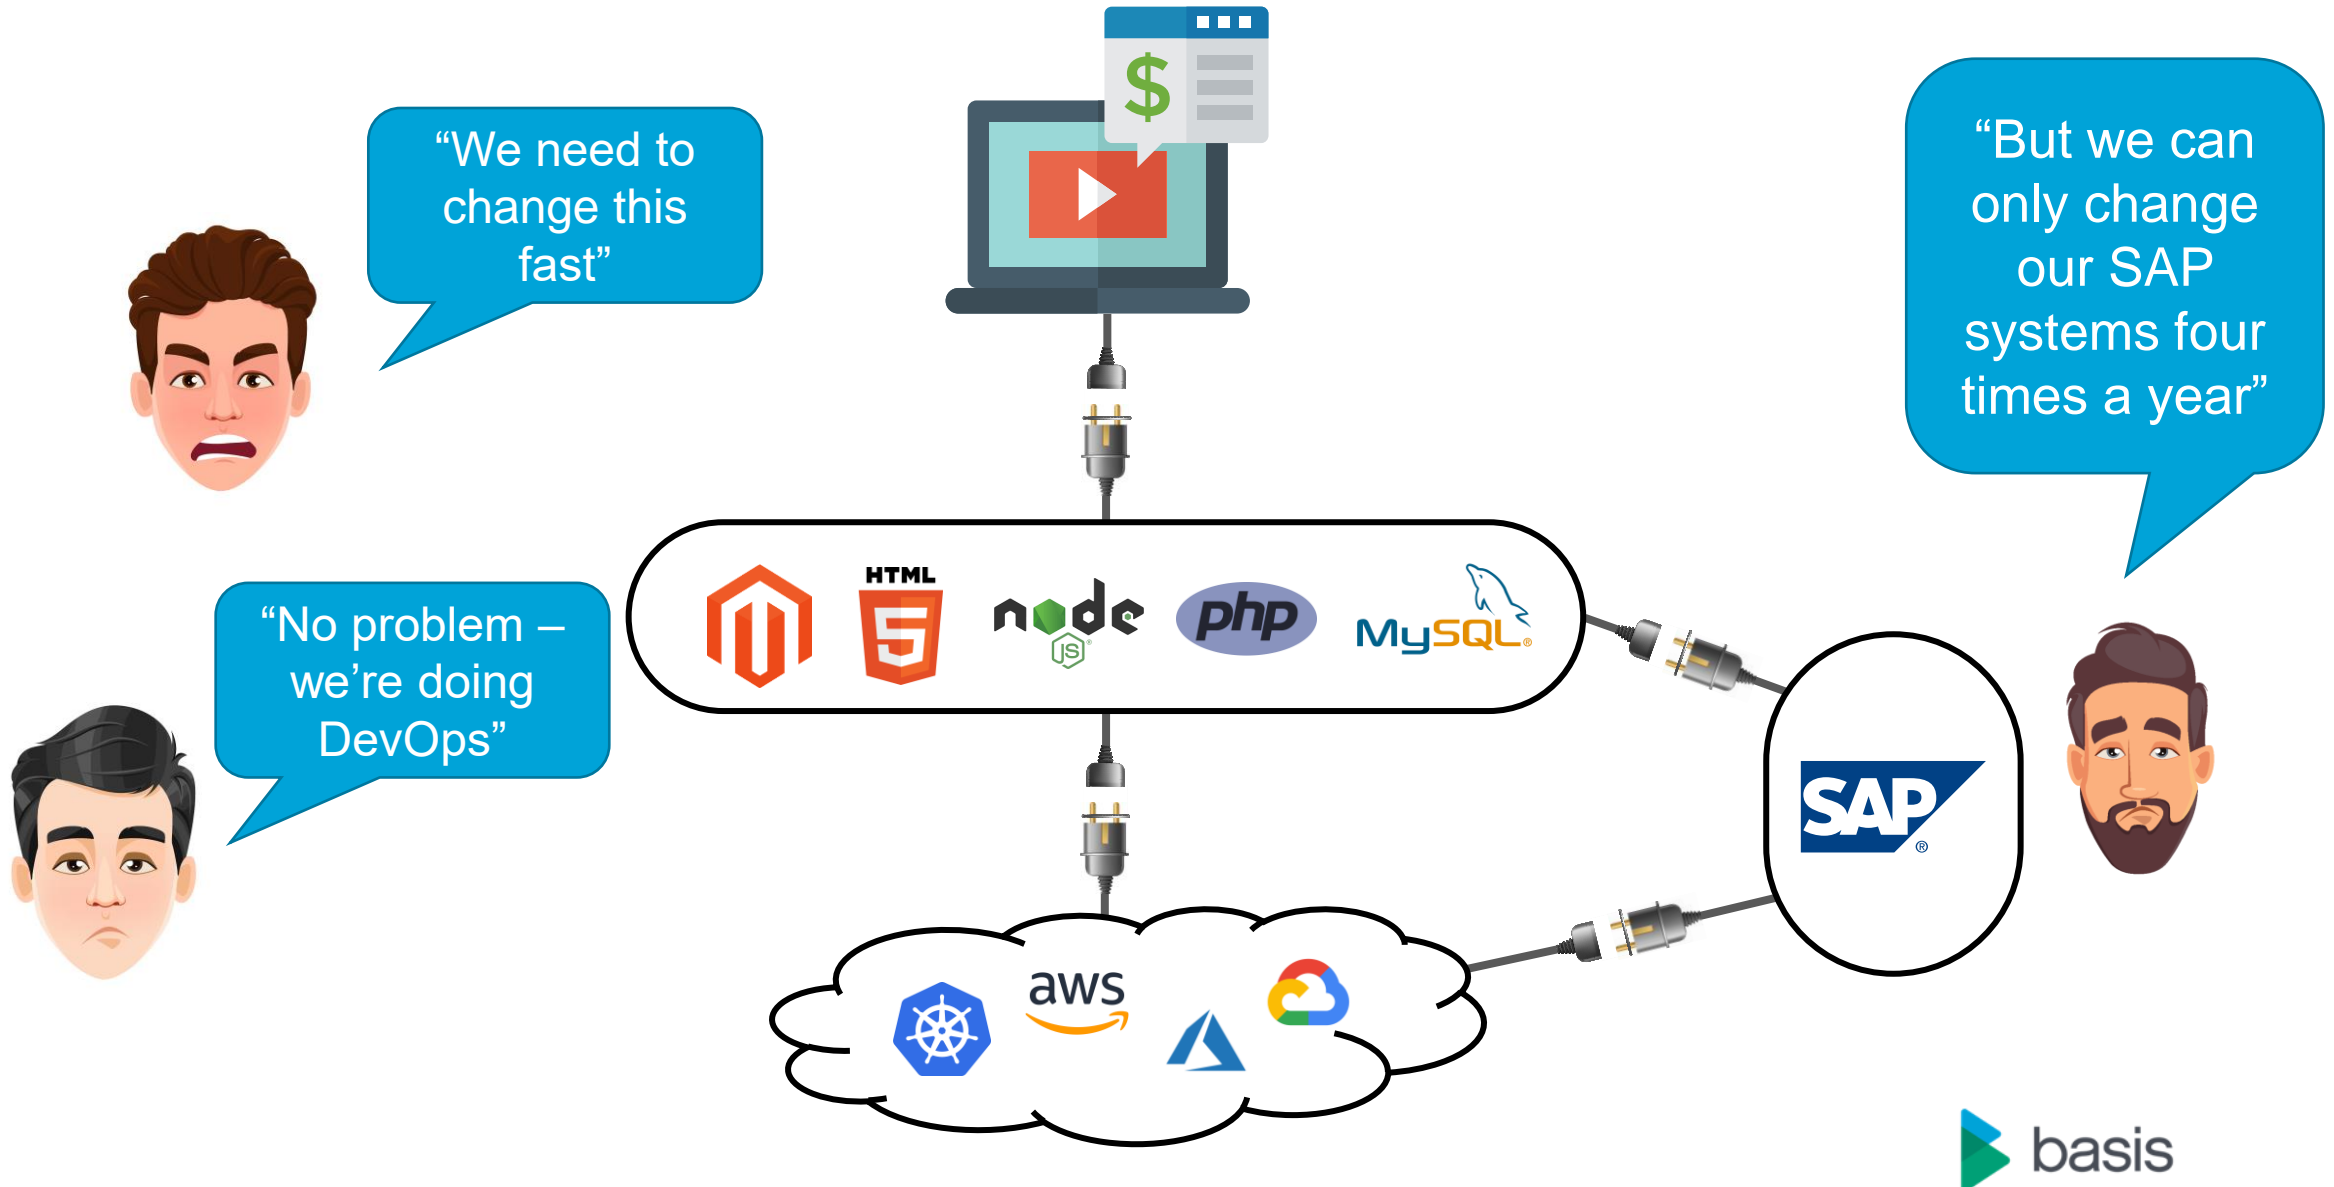 “We need to
change this
fast”
“But we can
only change
our SAP
systems four
times a year”
$
“No problem –
we’re doing
DevOps”
HTML
5
node
JS®
php
MySQL®
SAP
®
aws
basis